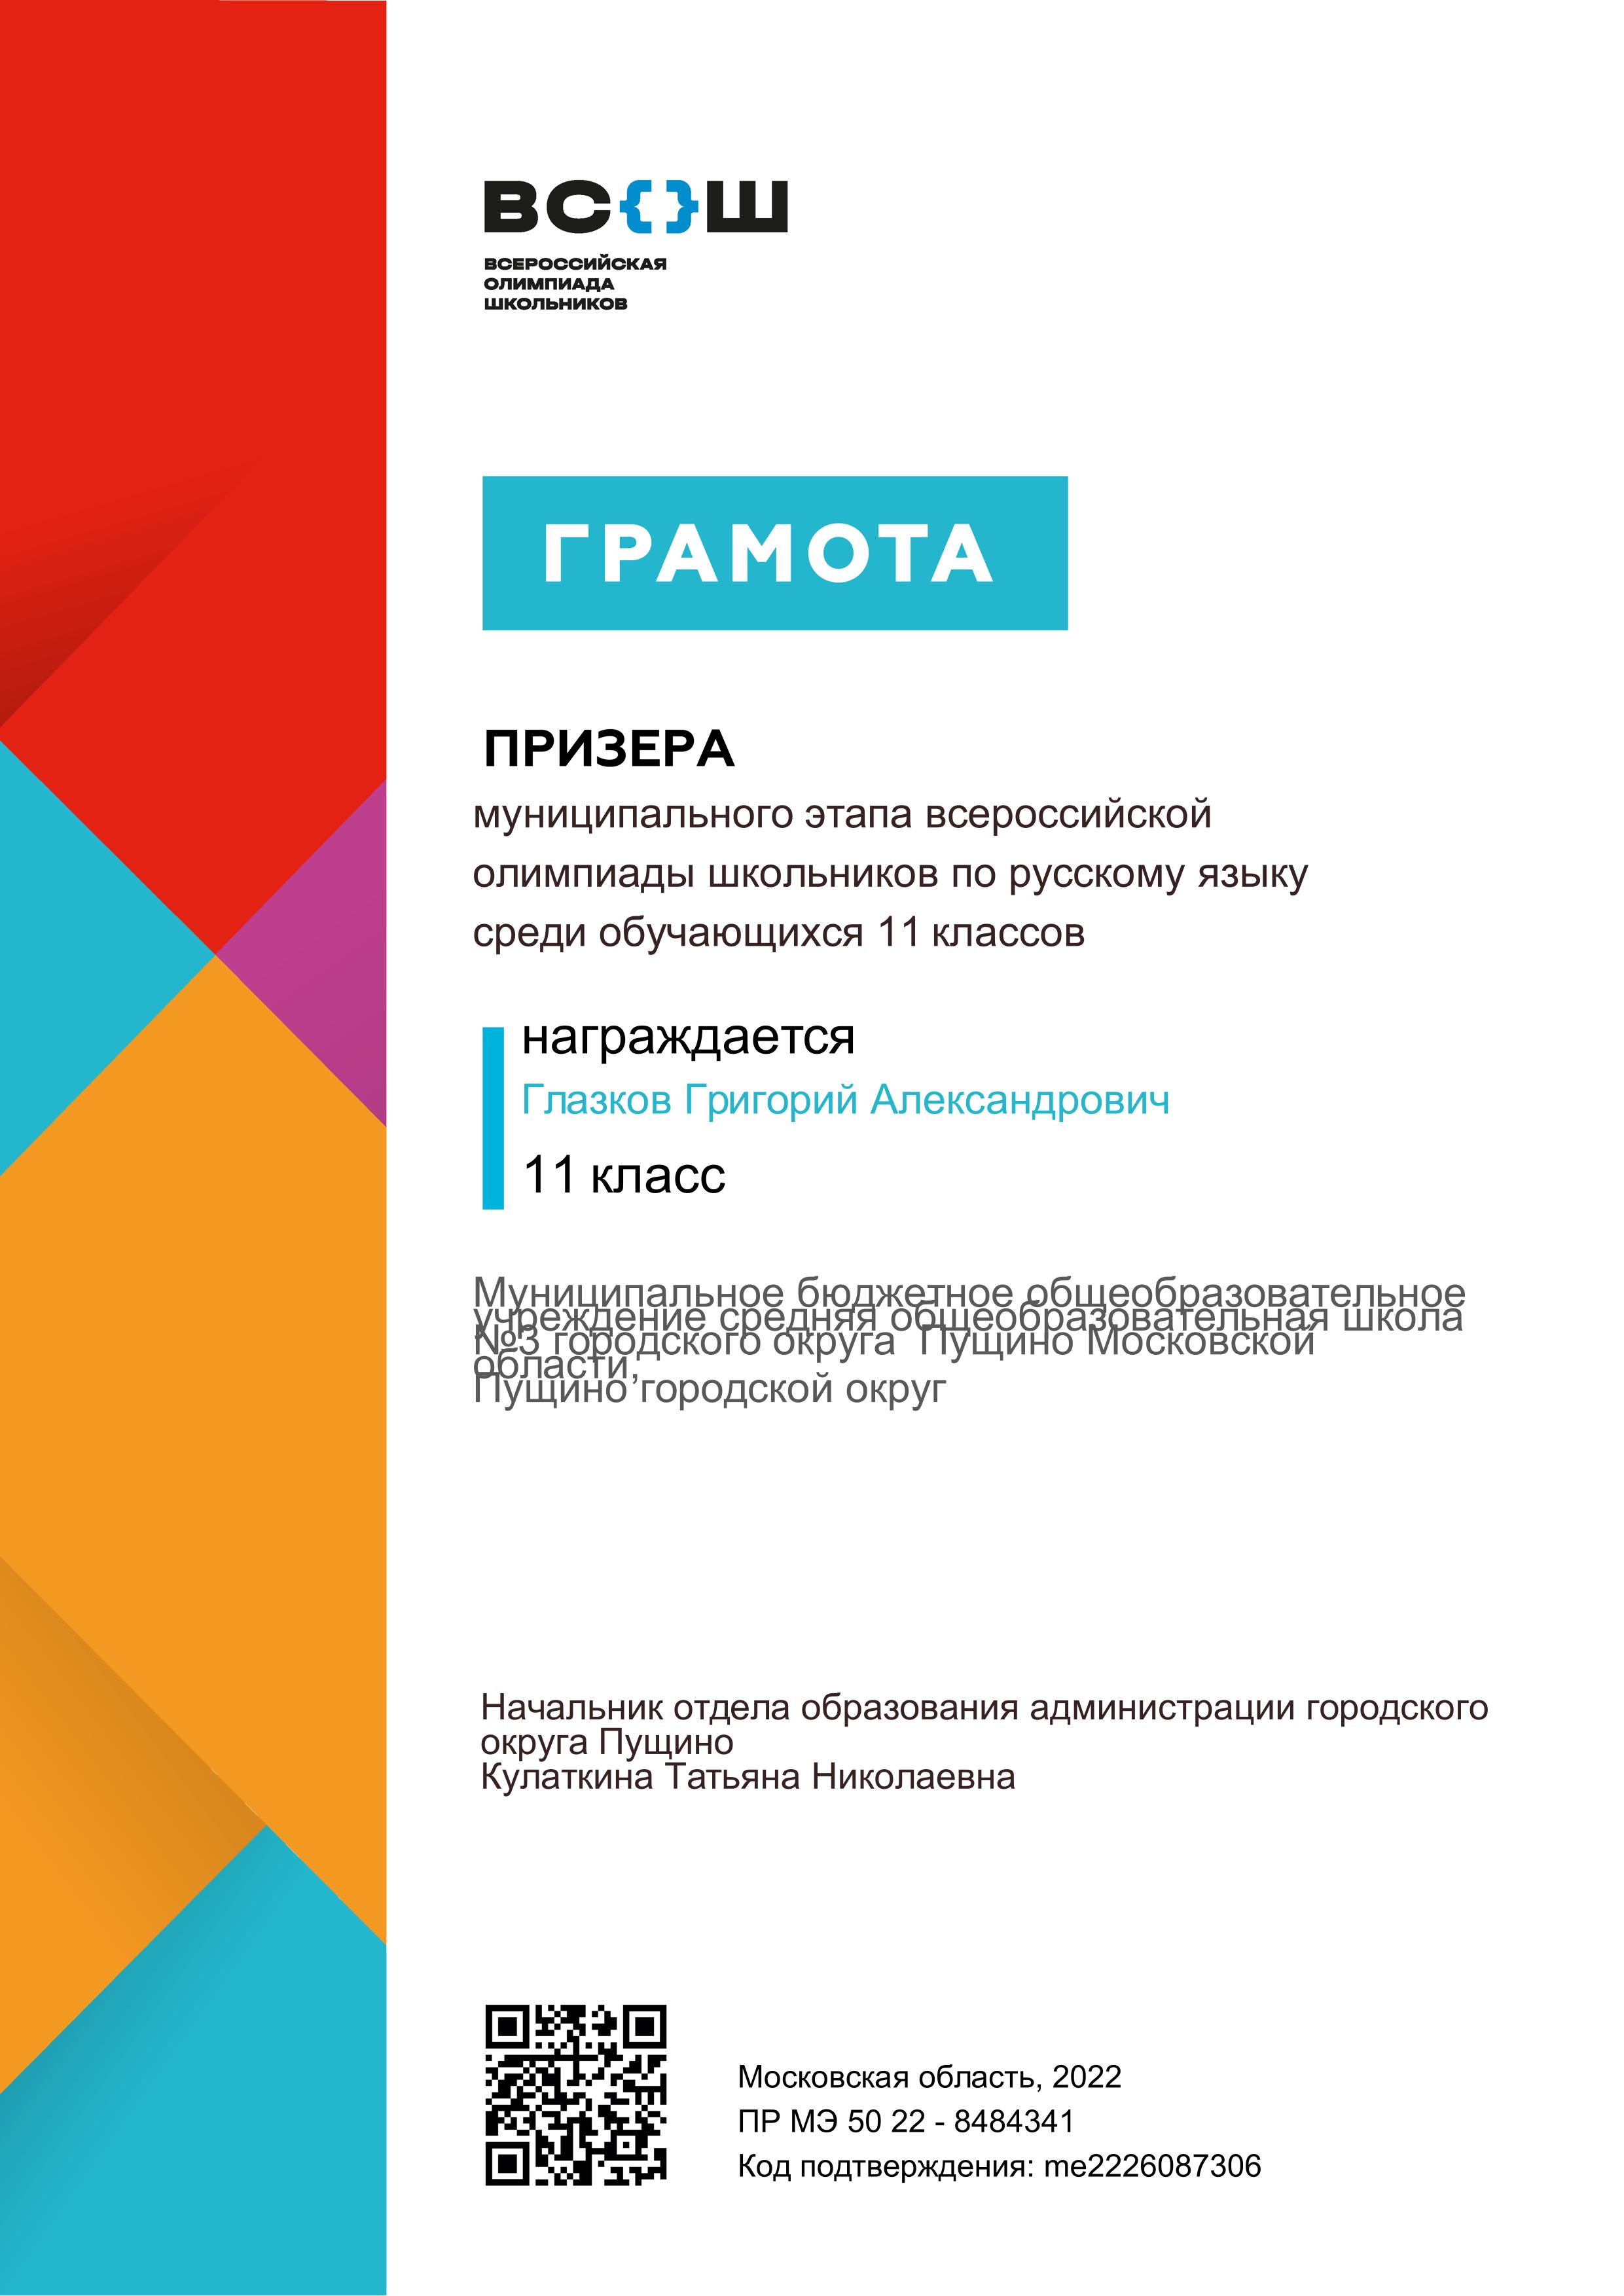 ВС{}Ш
ВСЕРОССИЙСКАЯ
ОЛИМПИАДА
ШКОЛЬНИКОВ
ГРАМОТА
ПРИЗЕРА
муниципального этапа всероссийской
олимпиады школьников по русскому языку
среди обучающихся 11 классов
награждается
Глазков Григорий Александрович
11 класс
Муниципальное бюджетное общеобразовательное
учреждение средняя общеобразовательная школа
№3 городского округа Пущино Московской
области,
Пущино городской округ
Начальник отдела образования администрации городского
округа Пущино
Кулаткина Татьяна Николаевна
Московская область, 2022
ПР МЭ 50 22 - 8484341
Код подтверждения: me2226087306